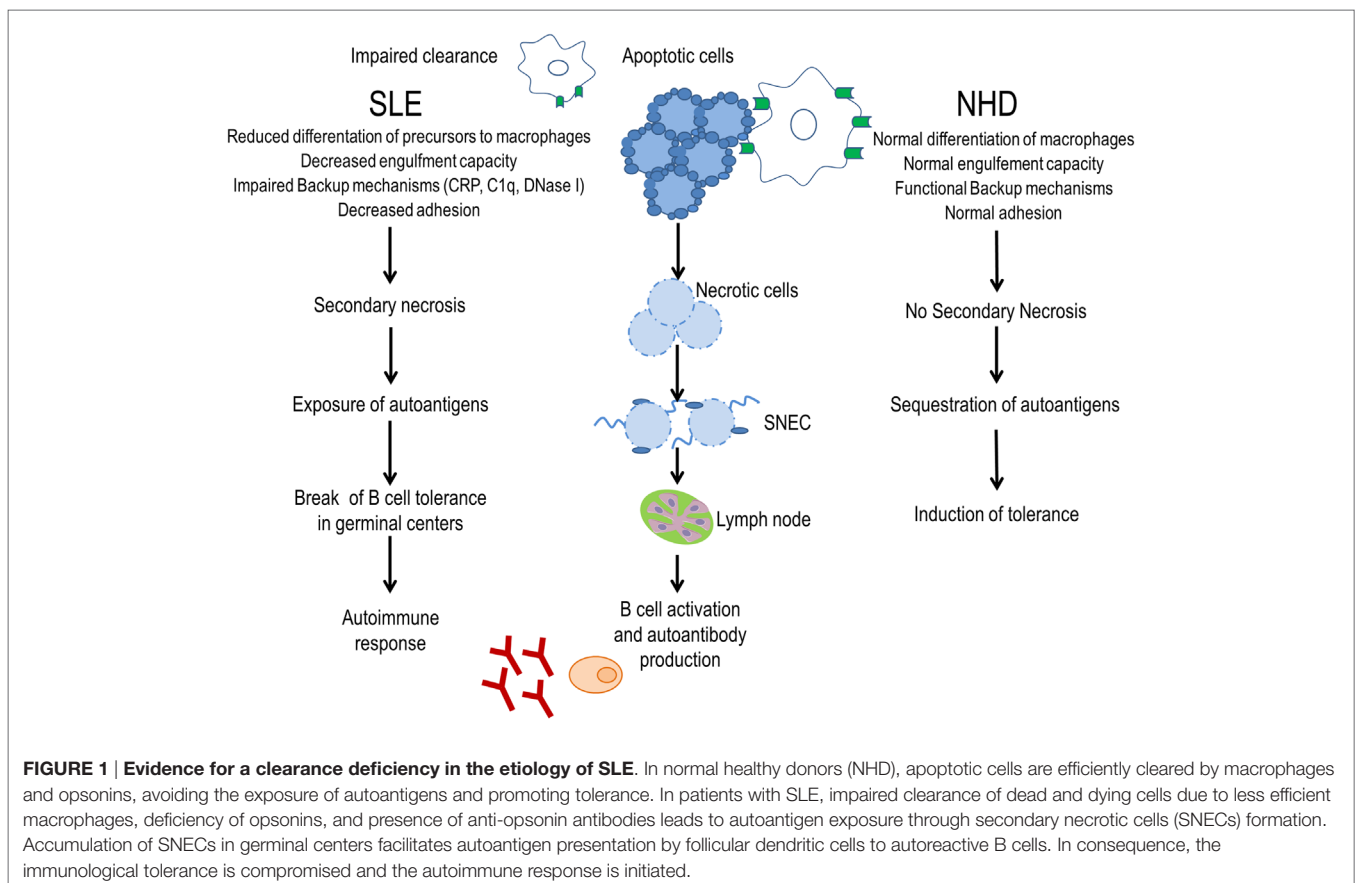 Impaired clearance
Apoptotic cells
SLE
Reduced differentation of precursors to macrophages
Decreased engulfment capacity
Impaired Backup mechanisms (CRP, C1q, DNase I)
Decreased adhesion
NHD
Normal differentiation of macrophages
Normal engulfement capacity
Functional Backup mechanisms
Normal adhesion
Secondary necrosis
Necrotic cells
No Secondary Necrosis
Exposure of autoantigens
SNEC
Sequestration of autoantigens
Break of B cell tolerance
in germinal centers
Lymph node
Induction of tolerance
Autoimmune
response
B cell activation
and autoantibody
production
FIGURE 1 | Evidence for a clearance deficiency in the etiology of SLE. In normal healthy donors (NHD), apoptotic cells are efficiently cleared by macrophages
and opsonins, avoiding the exposure of autoantigens and promoting tolerance. In patients with SLE, impaired clearance of dead and dying cells due to less efficient
macrophages, deficiency of opsonins, and presence of anti-opsonin antibodies leads to autoantigen exposure through secondary necrotic cells (SNECs) formation.
Accumulation of SNECs in germinal centers facilitates autoantigen presentation by follicular dendritic cells to autoreactive B cells. In consequence, the
immunological tolerance is compromised and the autoimmune response is initiated.